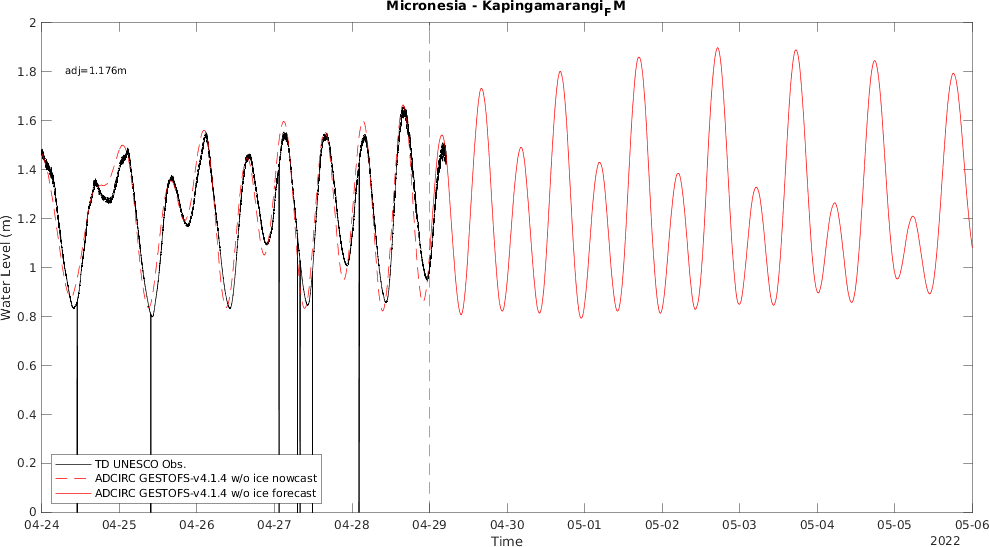 Micronesia - KapingamarangiFM
2
1.8
1.6
1.4
1.2
1
0.8
0.6
0.4
0.2
0
Water Level (m)
adj=1.176m
TD UNESCO Obs.
ADCIRC GESTOFS-v4.1.4 w/o ice nowcast
ADCIRC GESTOFS-v4.1.4 w/o ice forecast
04-24 04-25 04-26 04-27 04-28 04-29 04-30 05-01 05-02 05-03 05-04 05-05 05-06
Time
2022